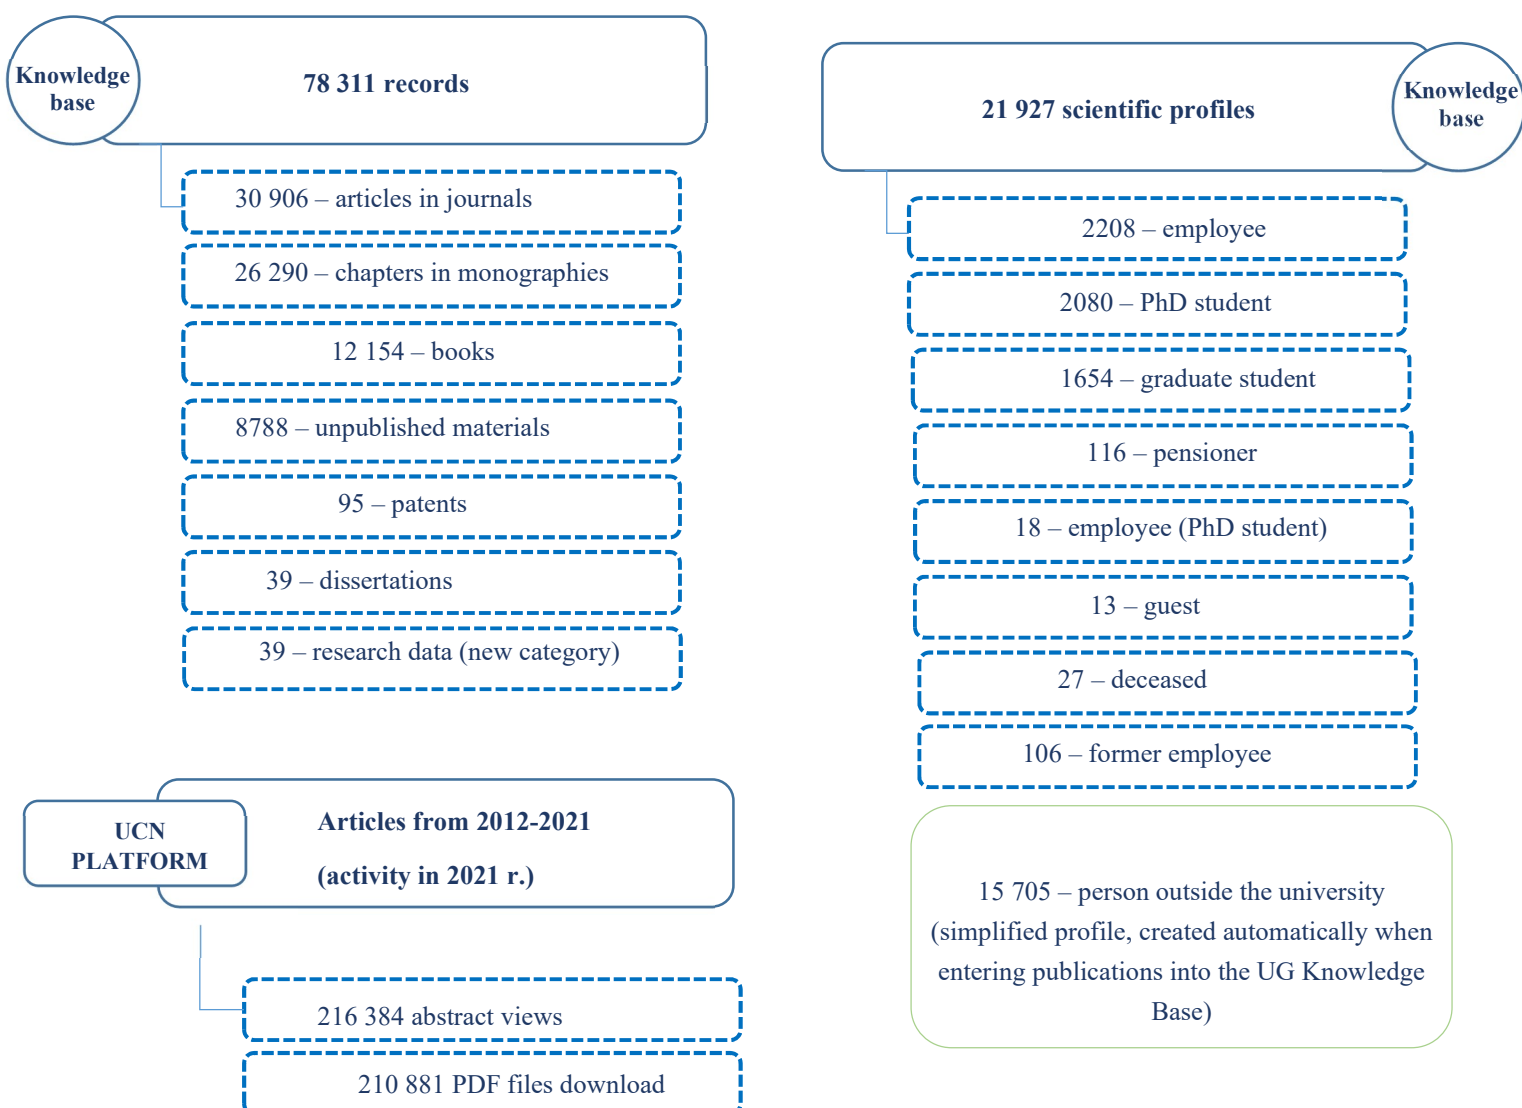 Knowledge
base
78 311 records
30 906 – articles in journals
26 290 – chapters in monographies
12 154 – books
8788 – unpublished materials
95 – patents
39 – dissertations
39 – research data (new category)
UCN
PLATFORM
Articles from 2012-2021
(activity in 2021 r.)
216 384 abstract views
210 881 PDF files download
21 927 scientific profiles
Knowledge
base
2208 – employee
2080 – PhD student
1654 – graduate student
116 – pensioner
18 – employee (PhD student)
13 – guest
27 – deceased
106 – former employee
15 705 – person outside the university
(simplified profile, created automatically when
entering publications into the UG Knowledge
Base)